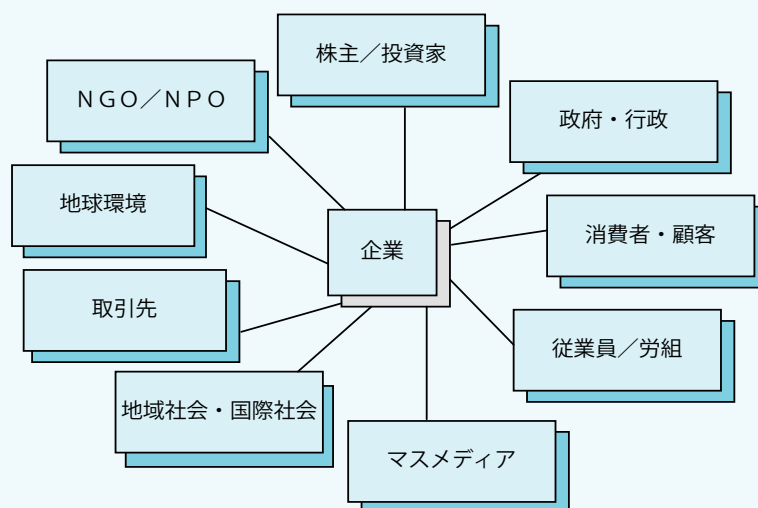 株主／投資家
ＮＧＯ／ＮＰＯ
政府・行政
地球環境
消費者・顧客
企業
取引先
従業員／労組
地域社会・国際社会
マスメディア